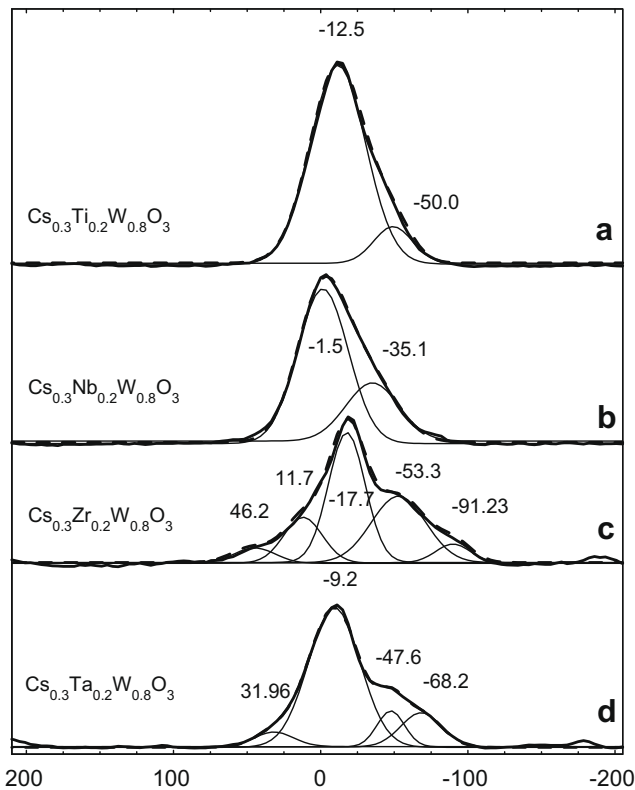 -12.5
-50.0
Cs0.3Ti0.2W0.8O3
a
-1.5
-35.1
Cs0.3Nb0.2W0.8O3
b
11.7
-53.3
46.2
-17.7
-91.23
Cs0.3Zr0.2W0.8O3
c
-9.2
-47.6
31.96
-68.2
Cs0.3Ta0.2W0.8O3
d
200 100 0 -100 -200